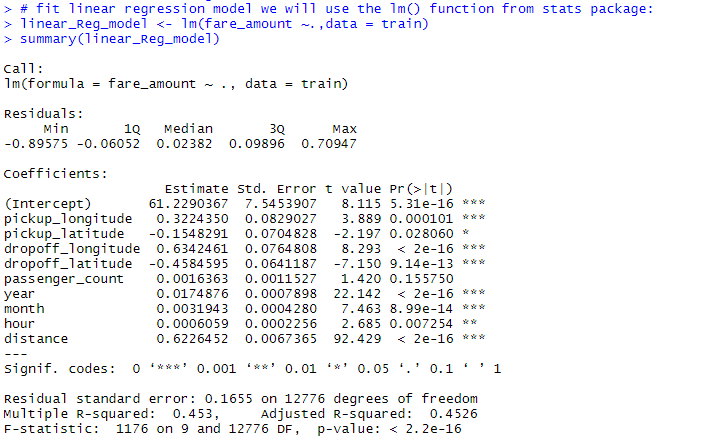 > # fit linear regression model we will use the lm() function from stats package:
> linear_Reg_model <- lm(fare_amount ~.,data = train)
> summary(linear_Reg_model)

Call:
lm(formula = fare_amount ~ ., data = train)

Residuals:
     Min       1Q   Median       3Q      Max
-0.89575 -0.06052  0.02382  0.09896  0.70947

Coefficients:
                    Estimate Std. Error t value Pr(>|t|)
(Intercept)       61.2290367  7.5453907   8.115 5.31e-16 ***
pickup_longitude   0.3224350  0.0829027   3.889 0.000101 ***
pickup_latitude   -0.1548291  0.0704828  -2.197 0.028060 *
dropoff_longitude  0.6342461  0.0764808   8.293  < 2e-16 ***
dropoff_latitude  -0.4584595  0.0641187  -7.150 9.14e-13 ***
passenger_count    0.0016363  0.0011527   1.420 0.155750
year               0.0174876  0.0007898  22.142  < 2e-16 ***
month              0.0031943  0.0004280   7.463 8.99e-14 ***
hour               0.0006059  0.0002256   2.685 0.007254 **
distance           0.6226452  0.0067365  92.429  < 2e-16 ***
---
Signif. codes:  0 ‘***’ 0.001 ‘**’ 0.01 ‘*’ 0.05 ‘.’ 0.1 ‘ ’ 1

Residual standard error: 0.1655 on 12776 degrees of freedom
Multiple R-squared:  0.453,     Adjusted R-squared:  0.4526
F-statistic:  1176 on 9 and 12776 DF,  p-value: < 2.2e-16